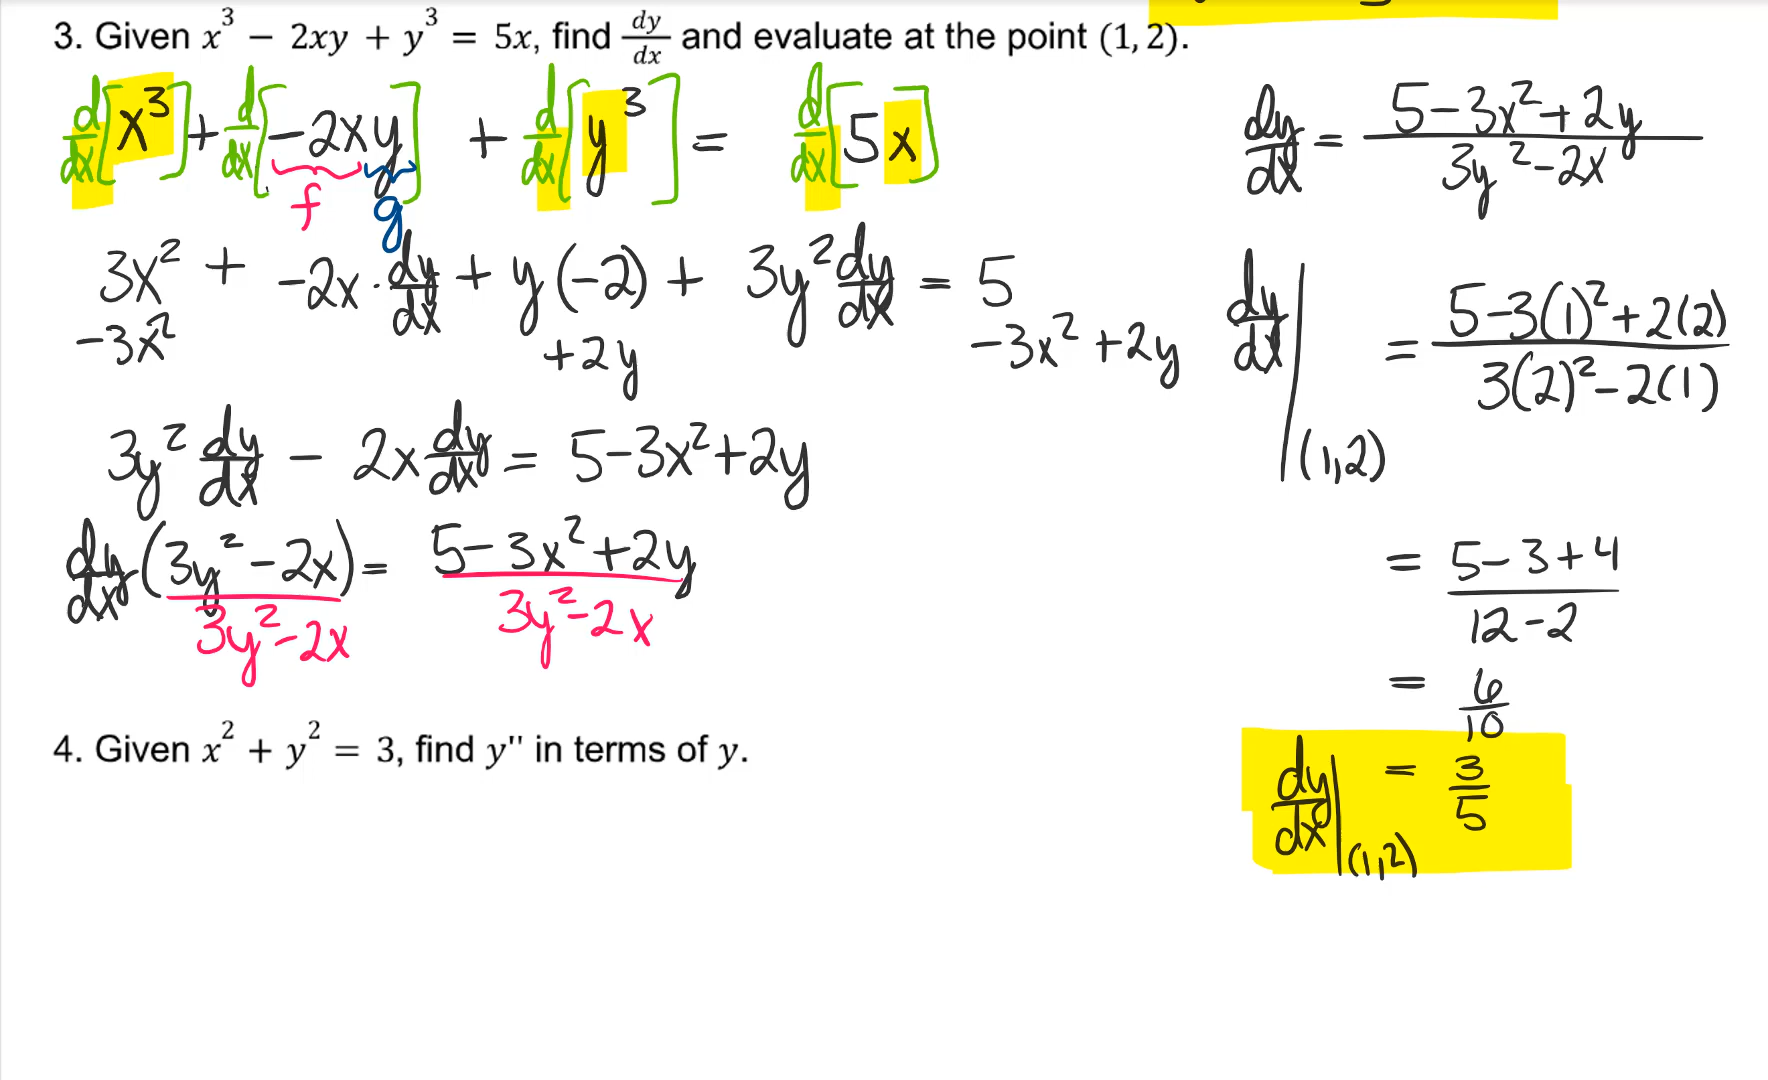 3. Given x³ − 2xy + y³ = 5x, find dy/dx and evaluate at the point (1, 2).
d/dx[x³] + d/dx[−2xy] + d/dx[y³] = d/dx[5x]
f g
3x² + −2x · dy/dx + y(−2) + 3y² dy/dx = 5
−3x² +2y −3x² +2y
3y² dy/dx − 2x dy/dx = 5−3x²+2y
dy/dx (3y² −2x) = 5−3x²+2y
3y²−2x 3y²−2x
dy/dx = (5−3x²+2y)/(3y²−2x)
dy/dx |(1,2) = (5−3(1)²+2(2))/(3(2)²−2(1))
= (5−3+4)/(12−2)
= 6/10
dy/dx |(1,2) = 3/5
4. Given x² + y² = 3, find y'' in terms of y.